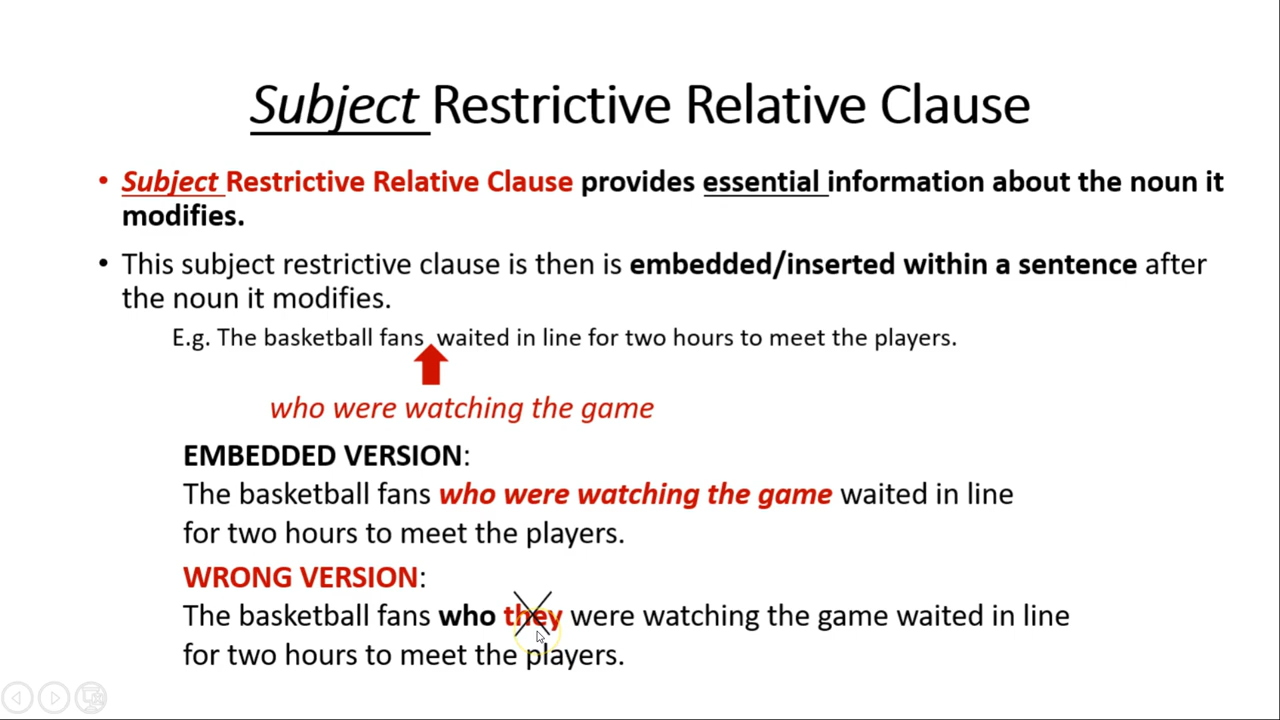 Subject Restrictive Relative Clause
• Subject Restrictive Relative Clause provides essential information about the noun it
modifies.
• This subject restrictive clause is then is embedded/inserted within a sentence after
the noun it modifies.
E.g. The basketball fans waited in line for two hours to meet the players.
who were watching the game
EMBEDDED VERSION:
The basketball fans who were watching the game waited in line
for two hours to meet the players.
WRONG VERSION:
The basketball fans who they were watching the game waited in line
for two hours to meet the players.